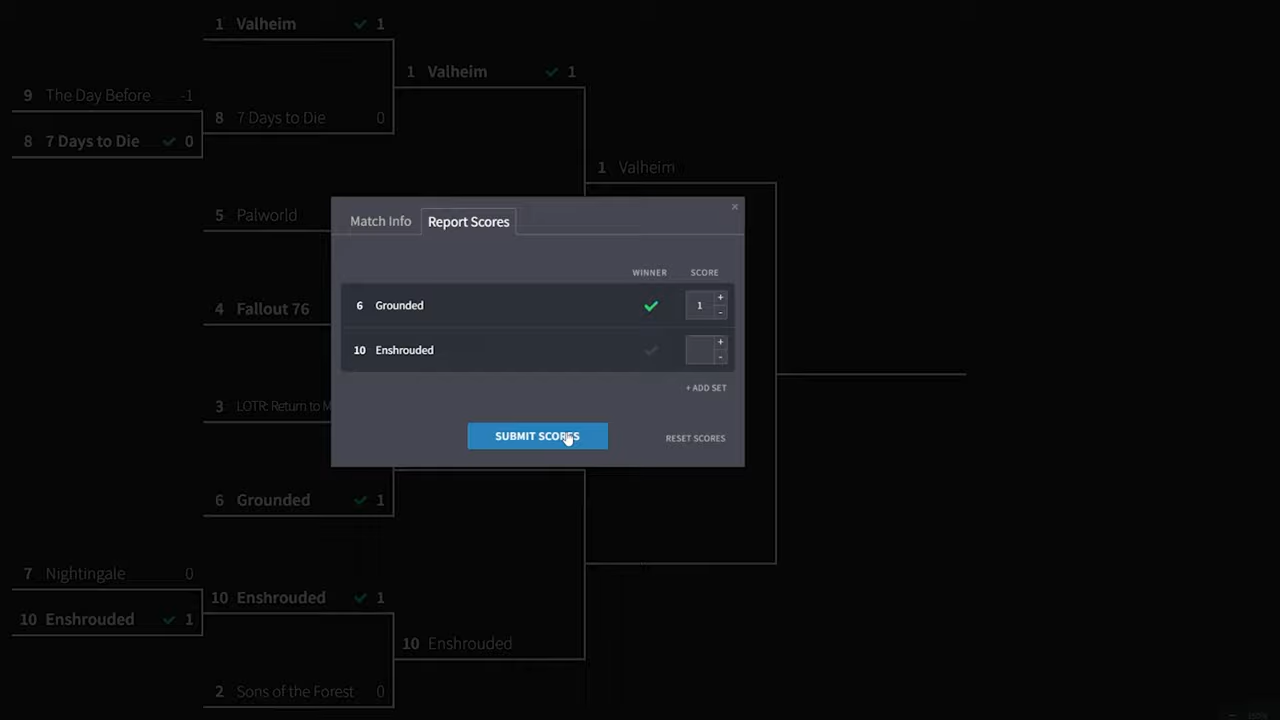 1 Valheim 1
1 Valheim 1
9 The Day Before -1
8 7 Days to Die 0
8 7 Days to Die 0
1 Valheim
5 Palworld
Match Info
Report Scores
×
WINNER SCORE
6 Grounded 1 + -
4 Fallout 76
10 Enshrouded + -
+ ADD SET
3 LOTR: Return to M
SUBMIT SCORES
RESET SCORES
6 Grounded 1
7 Nightingale 0
10 Enshrouded 1
10 Enshrouded 1
10 Enshrouded
2 Sons of the Forest 0